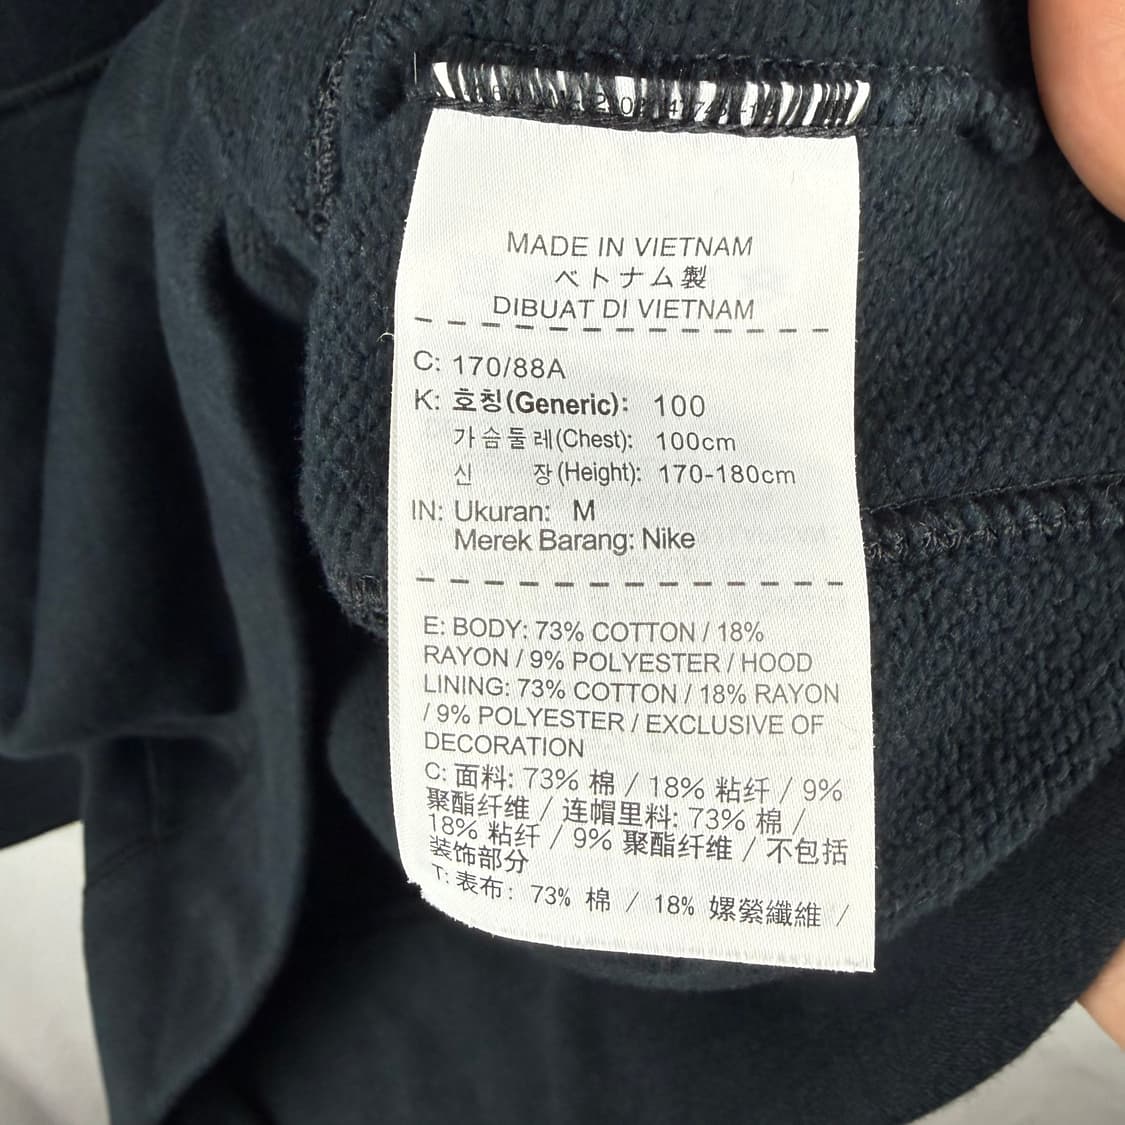 MADE IN VIETNAM
ベトナム製
DIBUAT DI VIETNAM
C: 170/88A
K: 호칭(Generic): 100
가슴둘레(Chest): 100cm
신 장(Height): 170-180cm
IN: Ukuran: M
Merek Barang: Nike
E: BODY: 73% COTTON / 18%
RAYON / 9% POLYESTER / HOOD
LINING: 73% COTTON / 18% RAYON
/ 9% POLYESTER / EXCLUSIVE OF
DECORATION
C: 面料: 73% 棉 / 18% 粘纤 / 9%
聚酯纤维 / 连帽里料: 73% 棉 /
18% 粘纤 / 9% 聚酯纤维 / 不包括
装饰部分
T: 表布: 73% 棉 / 18% 嫘縈纖維 /